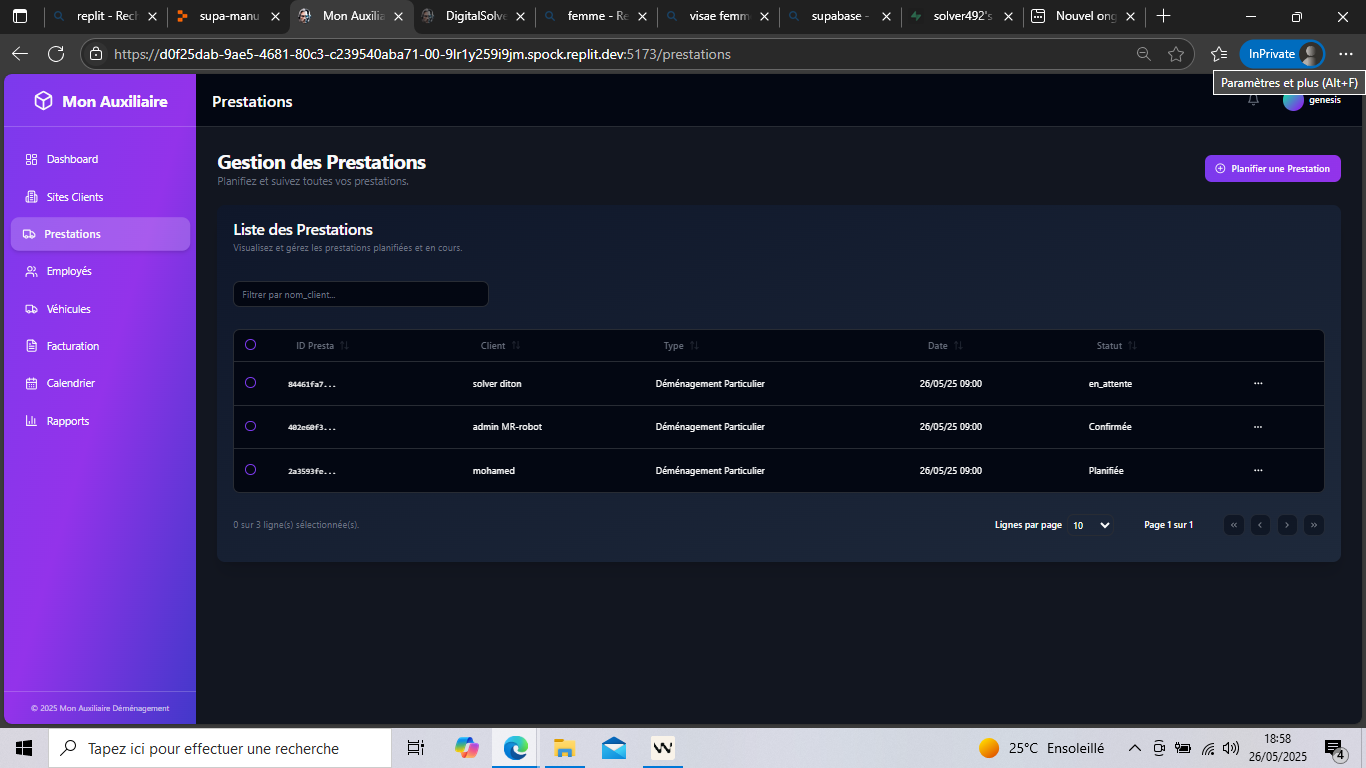 replit - Rech
supa-manu
Mon Auxilia
DigitalSolve
femme - Re
visae femm
supabase -
solver492's
Nouvel ong
https://d0f25dab-9ae5-4681-80c3-c239540aba71-00-9lr1y259i9jm.spock.replit.dev:5173/prestations
InPrivate
Paramètres et plus (Alt+F)
Mon Auxiliaire
Prestations
genesis
Dashboard
Sites Clients
Prestations
Employés
Véhicules
Facturation
Calendrier
Rapports
© 2025 Mon Auxiliaire Déménagement
Gestion des Prestations
Planifiez et suivez toutes vos prestations.
Planifier une Prestation
Liste des Prestations
Visualisez et gérez les prestations planifiées et en cours.
Filtrer par nom_client...
ID Presta Client Type Date Statut
84461fa7... solver diton Déménagement Particulier 26/05/25 09:00 en_attente ...
402e60f3... admin MR-robot Déménagement Particulier 26/05/25 09:00 Confirmée ...
2a3593fe... mohamed Déménagement Particulier 26/05/25 09:00 Planifiée ...
0 sur 3 ligne(s) sélectionnée(s).
Lignes par page 10 Page 1 sur 1 « ‹ › »
Tapez ici pour effectuer une recherche
25°C Ensoleillé
18:58
26/05/2025
4